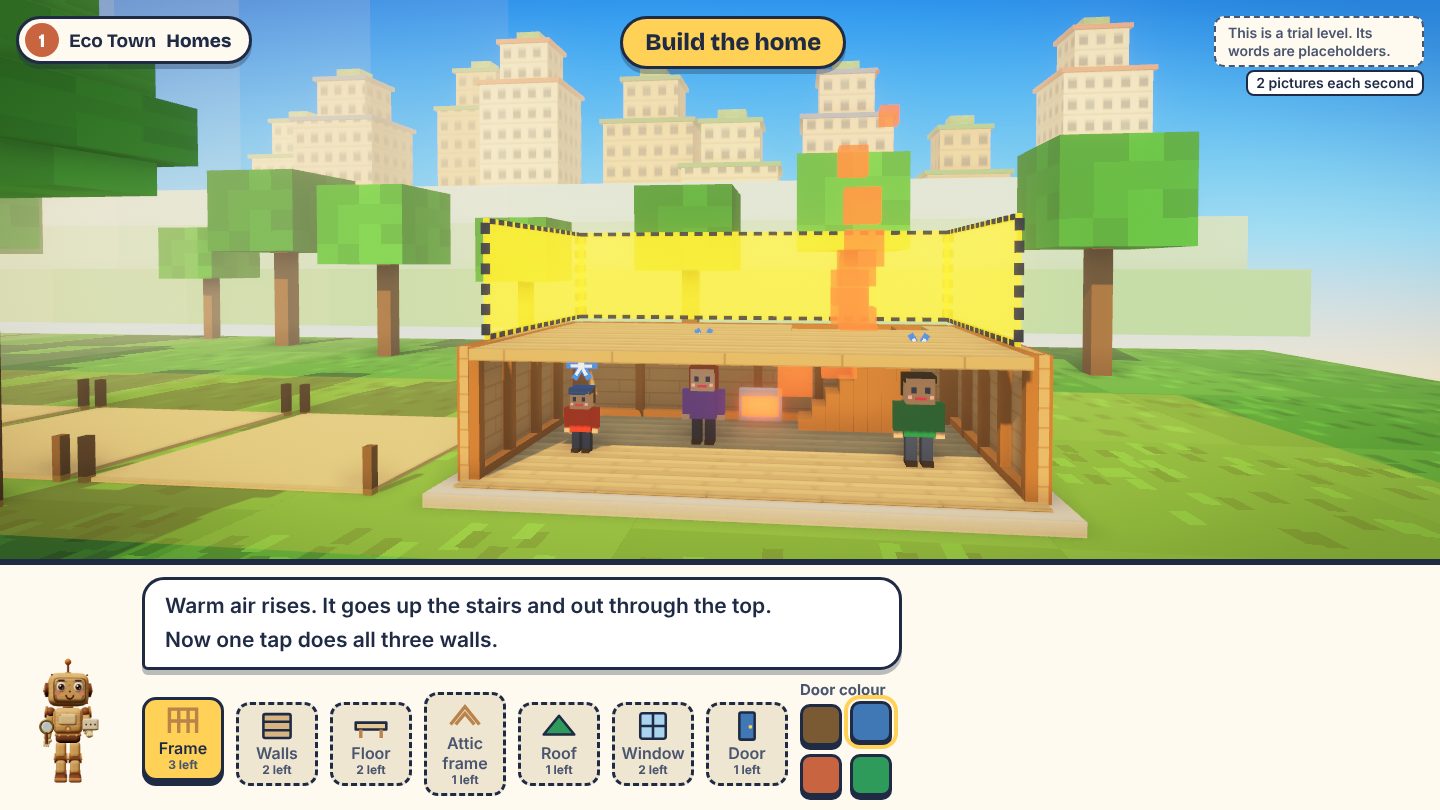 1 Eco Town Homes
Build the home
This is a trial level. Its
words are placeholders.
2 pictures each second
Warm air rises. It goes up the stairs and out through the top.
Now one tap does all three walls.
Door colour
Frame
3 left
Walls
2 left
Floor
2 left
Attic
frame
1 left
Roof
1 left
Window
2 left
Door
1 left